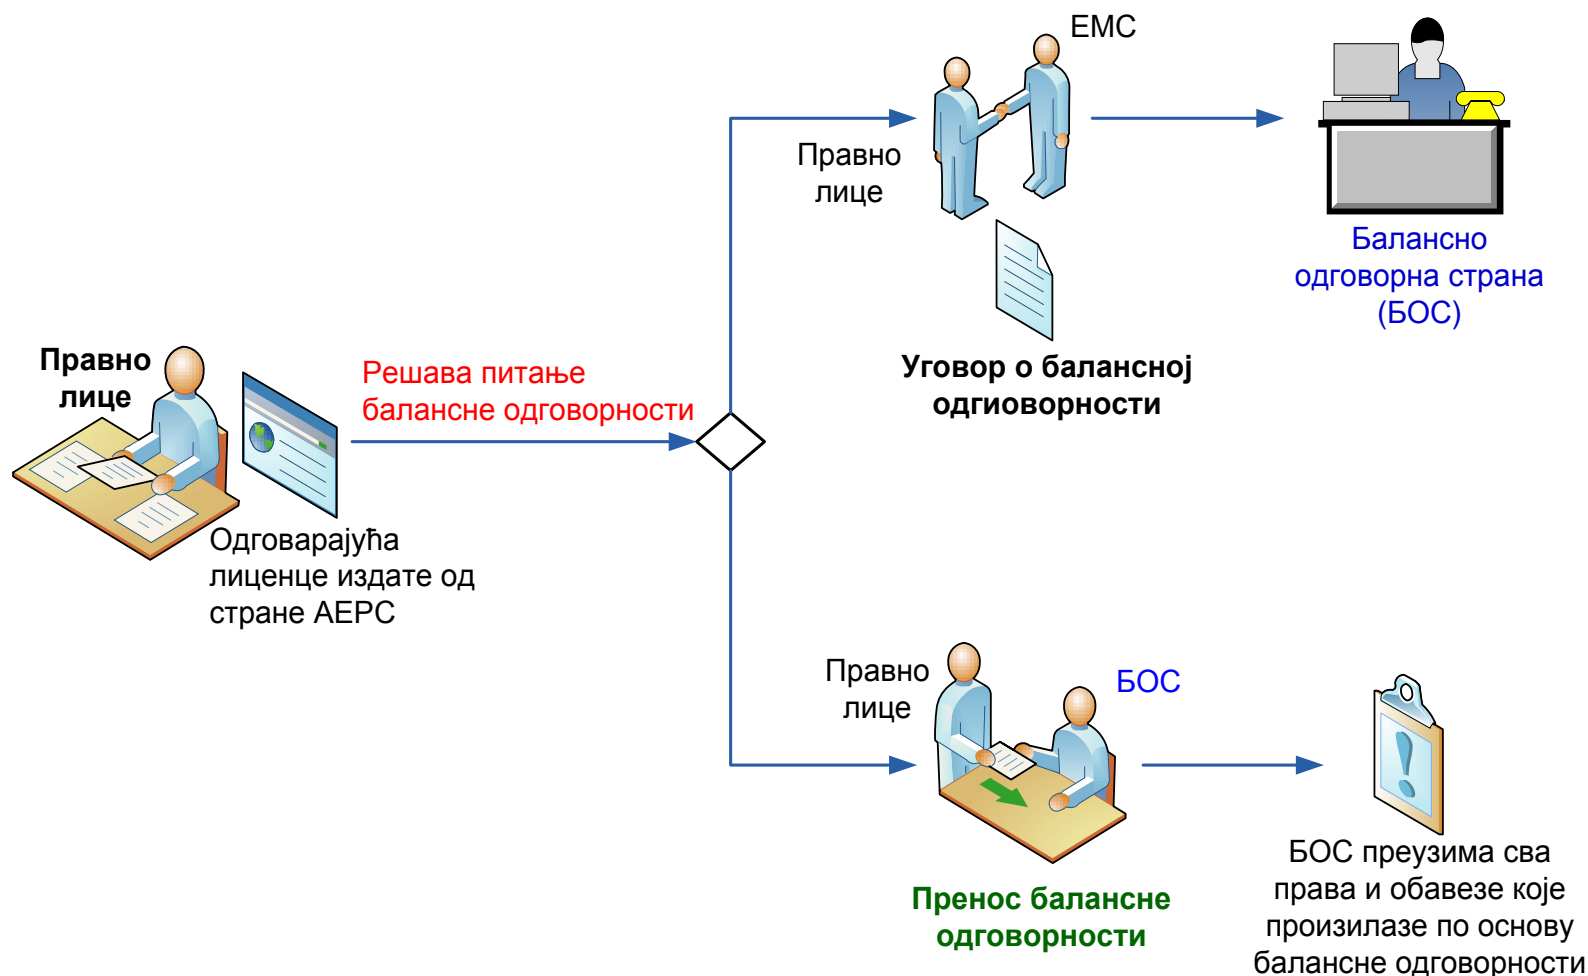 Правно
лице
Одговарајућа
лиценце издате од
стране АЕРС
Решава питање
балансне одговорности
ЕМС
Правно
лице
Уговор о балансној
одгиоворности
Балансно
одговорна страна
(БОС)
Правно
лице
БОС
Пренос балансне
одговорности
БОС преузима сва
права и обавезе које
произилазе по основу
балансне одговорности